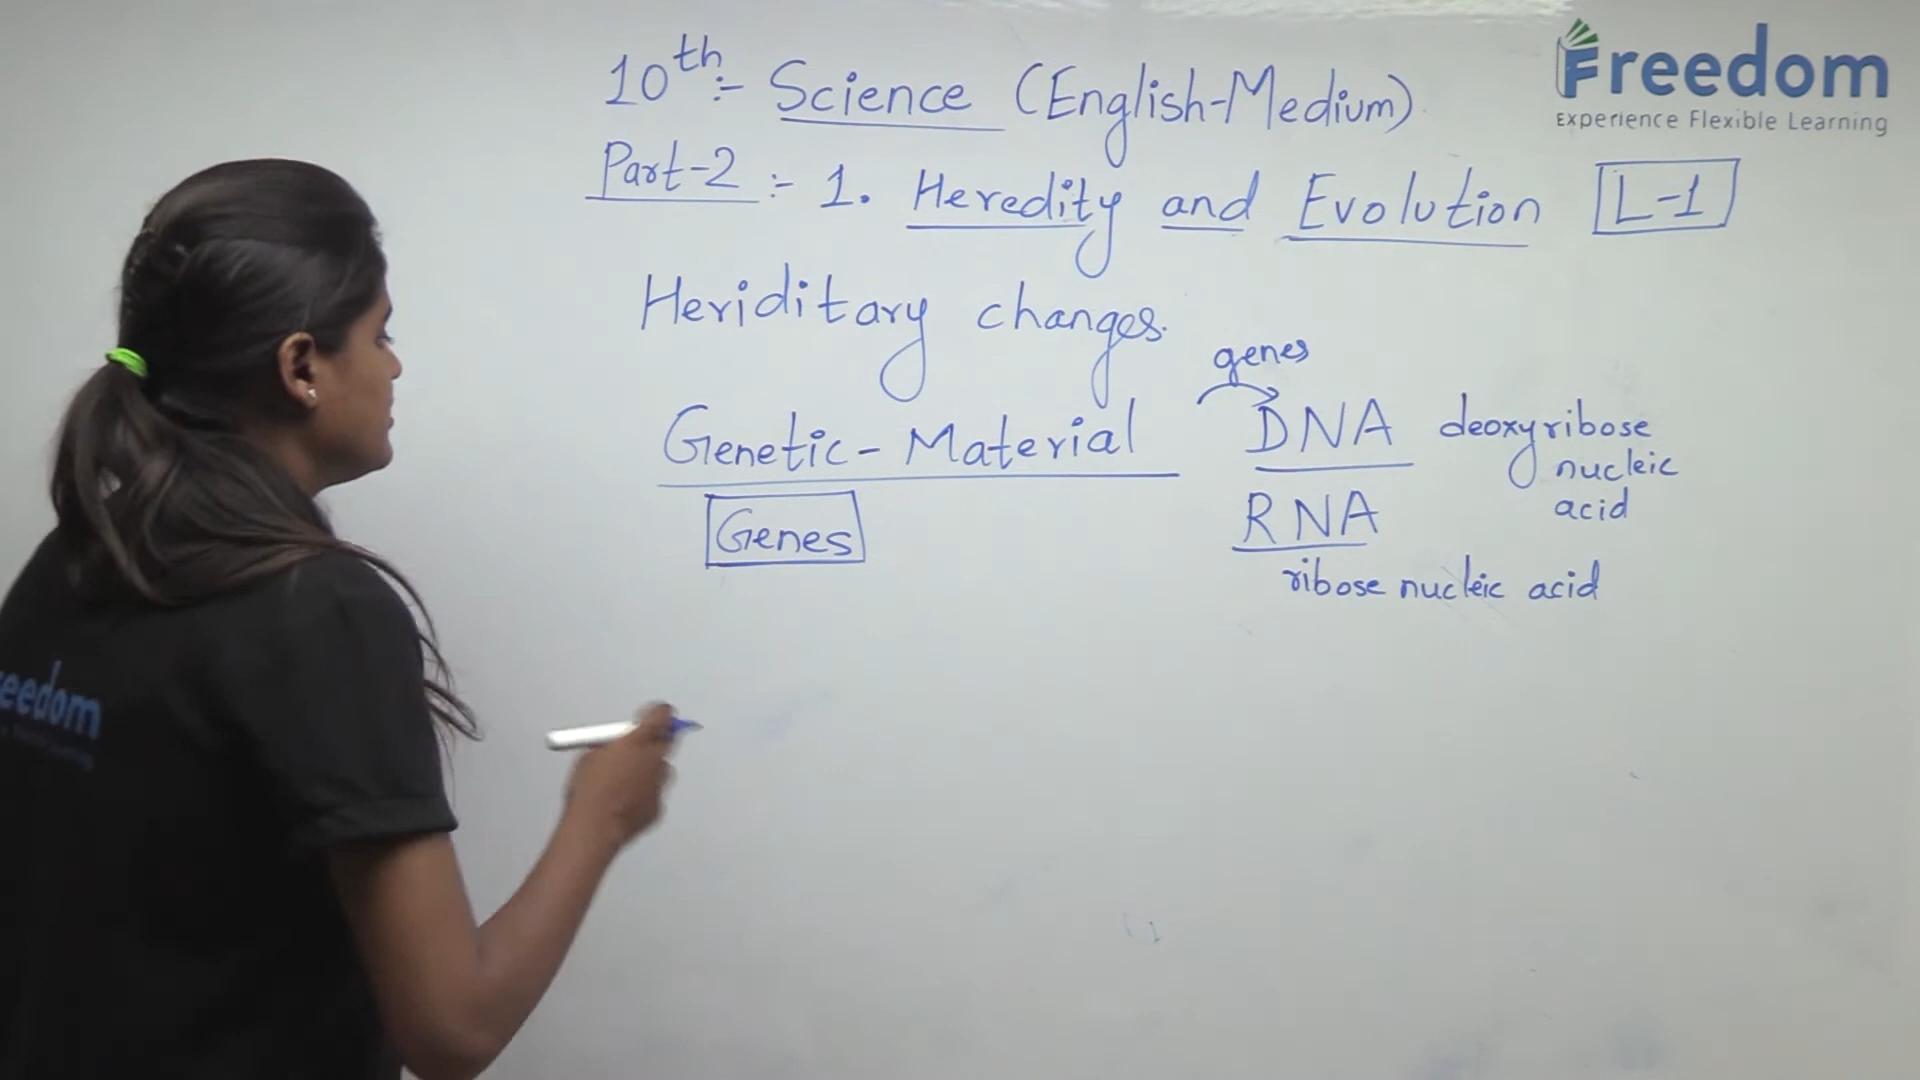 Freedom
Experience Flexible Learning
10th:- Science (English-Medium)
Part-2 :- 1. Heredity and Evolution L-1
Heriditary changes.
genes
Genetic-Material DNA deoxyribose
nucleic
acid
Genes RNA
ribose nucleic acid
eedom